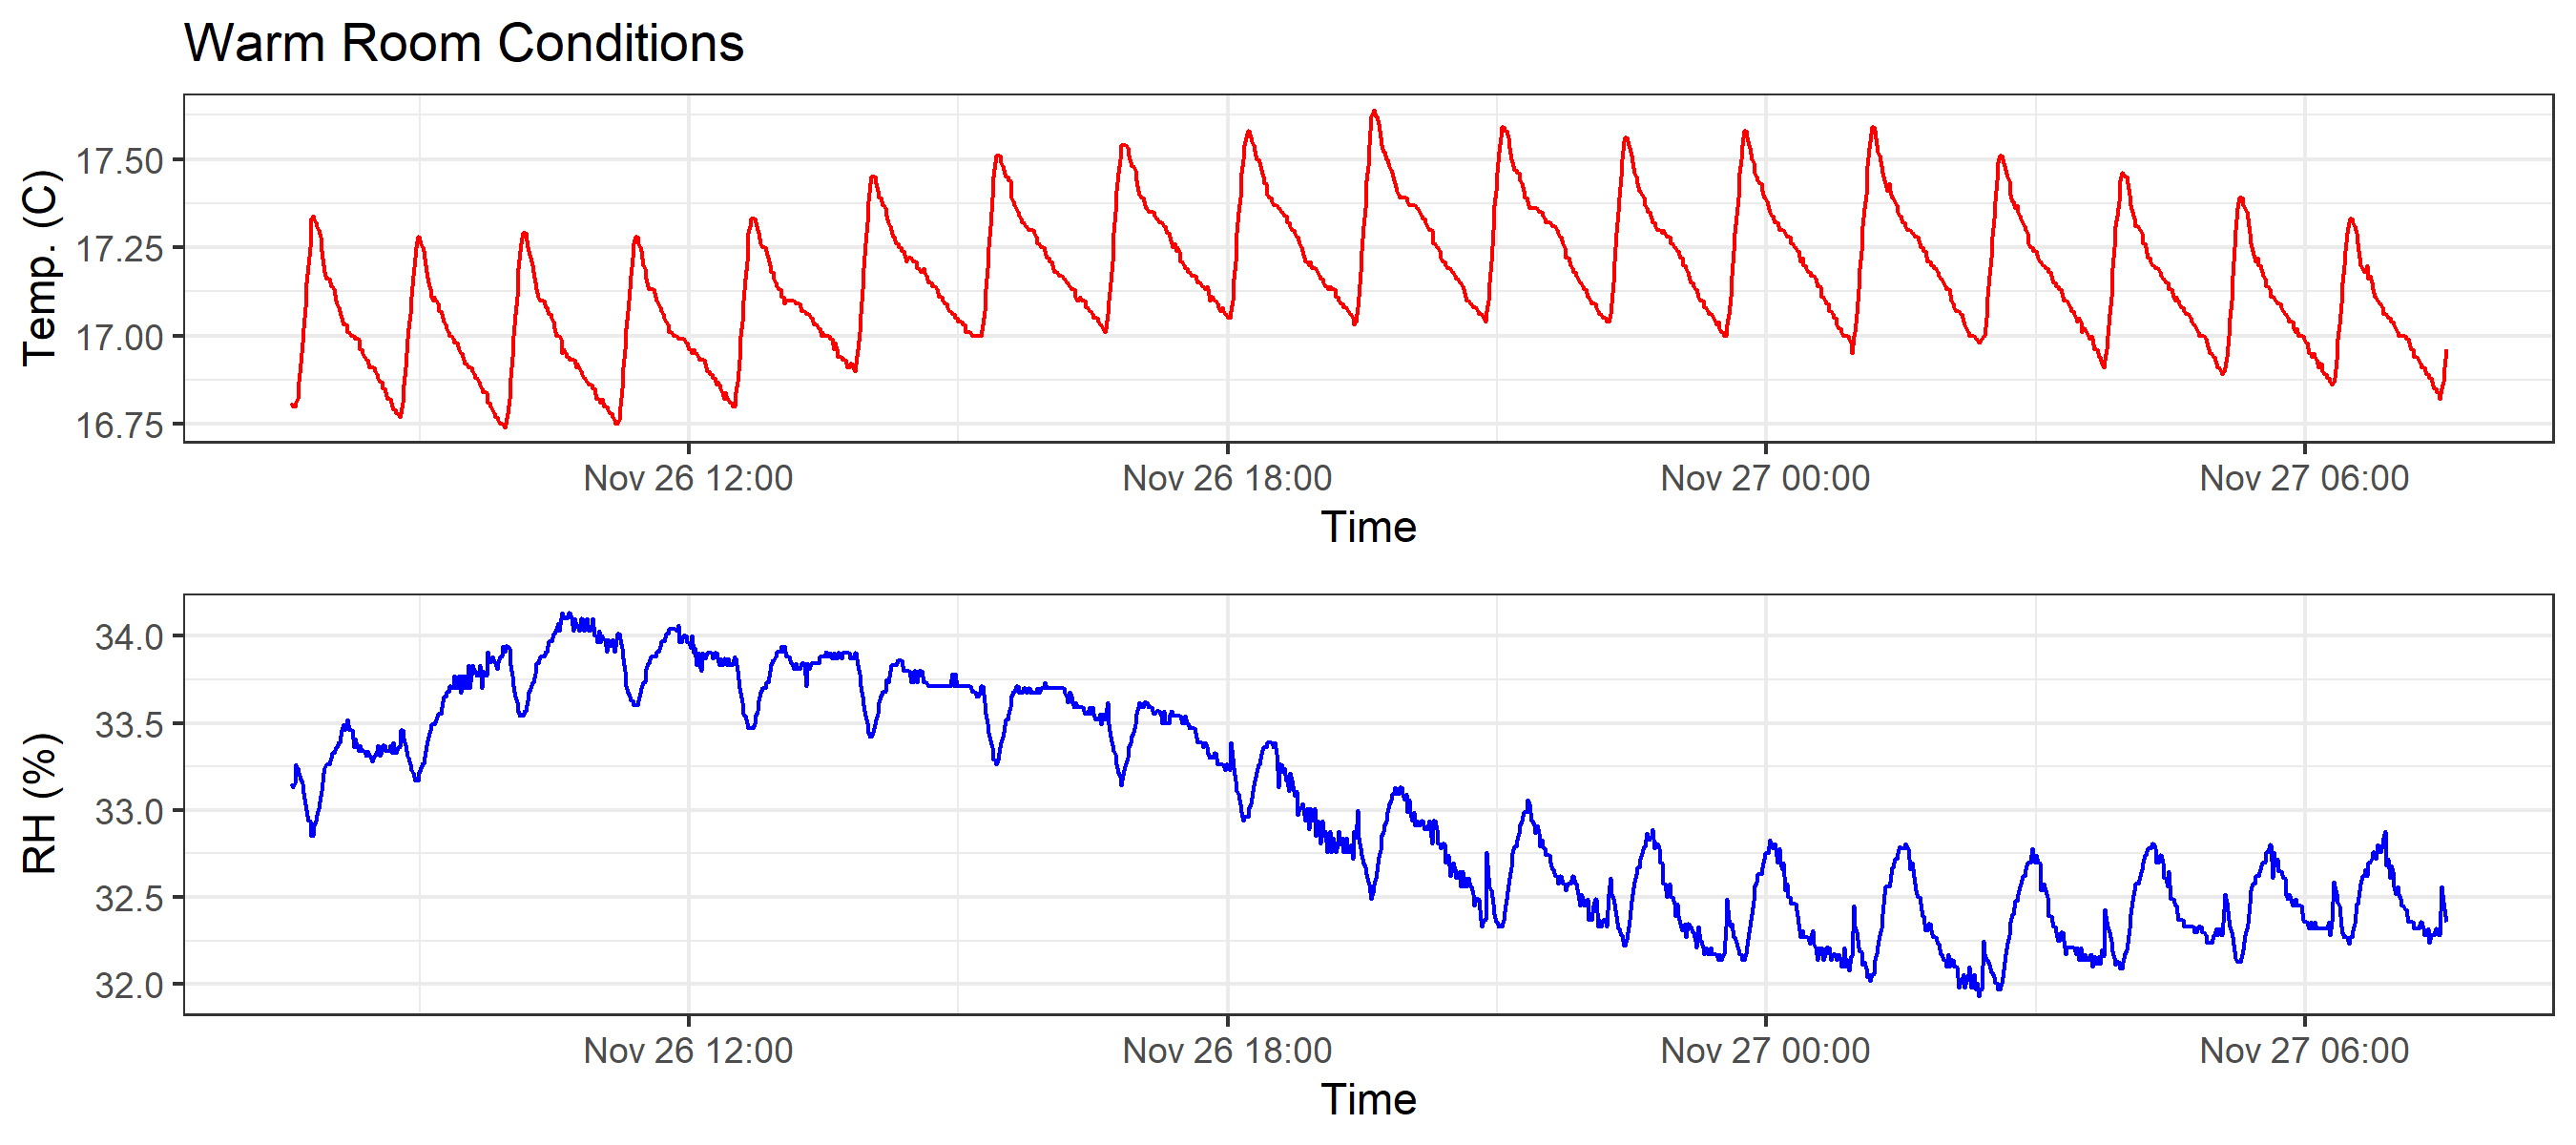 Warm Room Conditions
Temp. (C)
17.50
17.25
17.00
16.75
Nov 26 12:00 Nov 26 18:00 Nov 27 00:00 Nov 27 06:00
Time
RH (%)
34.0
33.5
33.0
32.5
32.0
Nov 26 12:00 Nov 26 18:00 Nov 27 00:00 Nov 27 06:00
Time